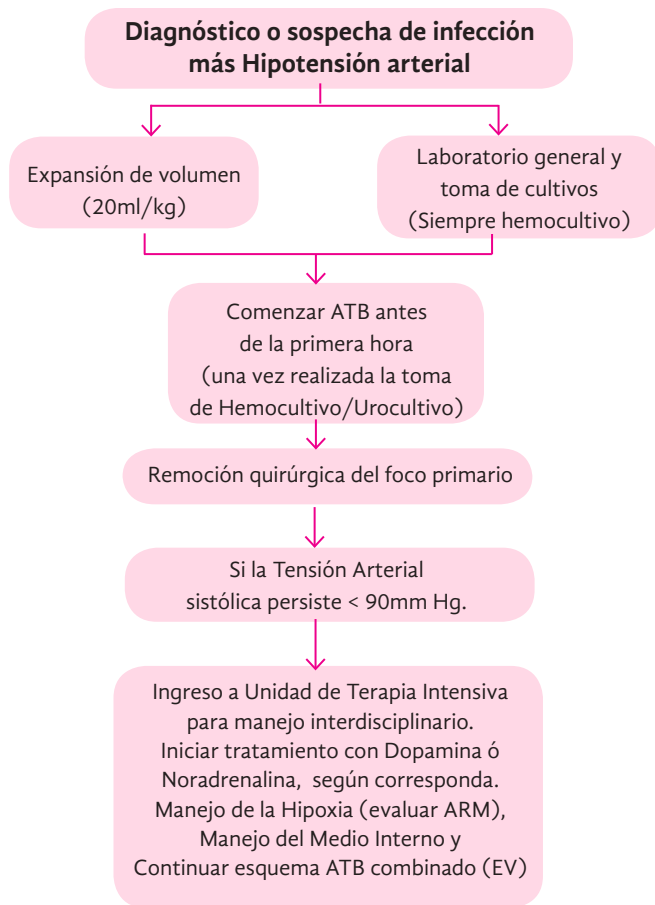 Diagnóstico o sospecha de infección
más Hipotensión arterial
Expansión de volumen
(20ml/kg)
Laboratorio general y
toma de cultivos
(Siempre hemocultivo)
Comenzar ATB antes
de la primera hora
(una vez realizada la toma
de Hemocultivo/Urocultivo)
Remoción quirúrgica del foco primario
Si la Tensión Arterial
sistólica persiste < 90mm Hg.
Ingreso a Unidad de Terapia Intensiva
para manejo interdisciplinario.
Iniciar tratamiento con Dopamina ó
Noradrenalina, según corresponda.
Manejo de la Hipoxia (evaluar ARM),
Manejo del Medio Interno y
Continuar esquema ATB combinado (EV)